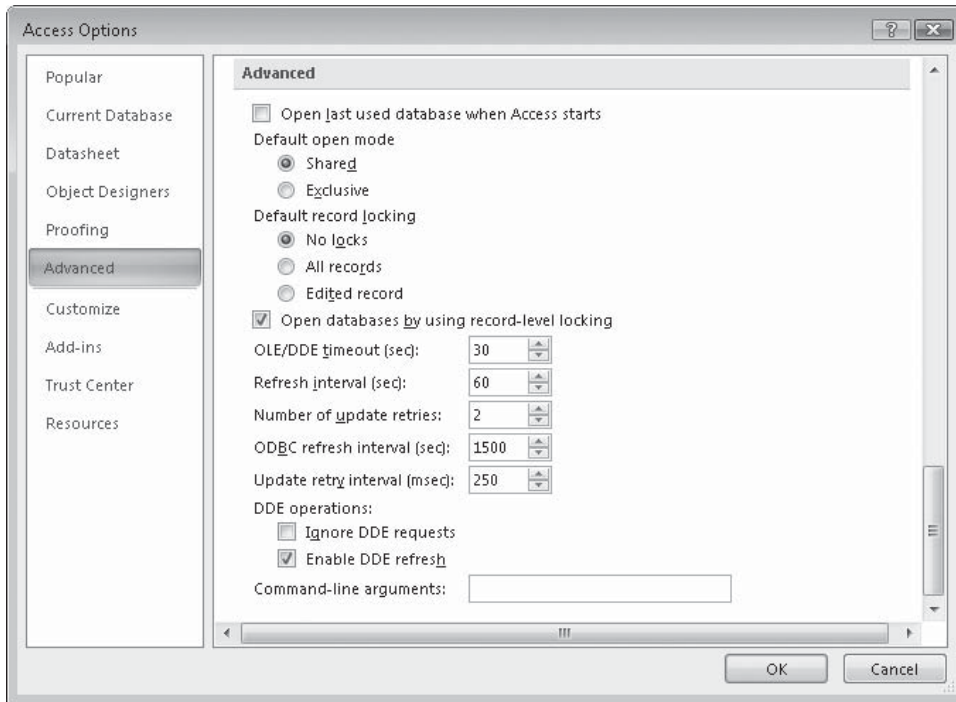 Access Options
Popular
Current Database
Datasheet
Object Designers
Proofing
Advanced
Customize
Add-ins
Trust Center
Resources
Advanced
Open last used database when Access starts
Default open mode
Shared
Exclusive
Default record locking
No locks
All records
Edited record
Open databases by using record-level locking
OLE/DDE timeout (sec): 30
Refresh interval (sec): 60
Number of update retries: 2
ODBC refresh interval (sec): 1500
Update retry interval (msec): 250
DDE operations:
Ignore DDE requests
Enable DDE refresh
Command-line arguments:
OK Cancel